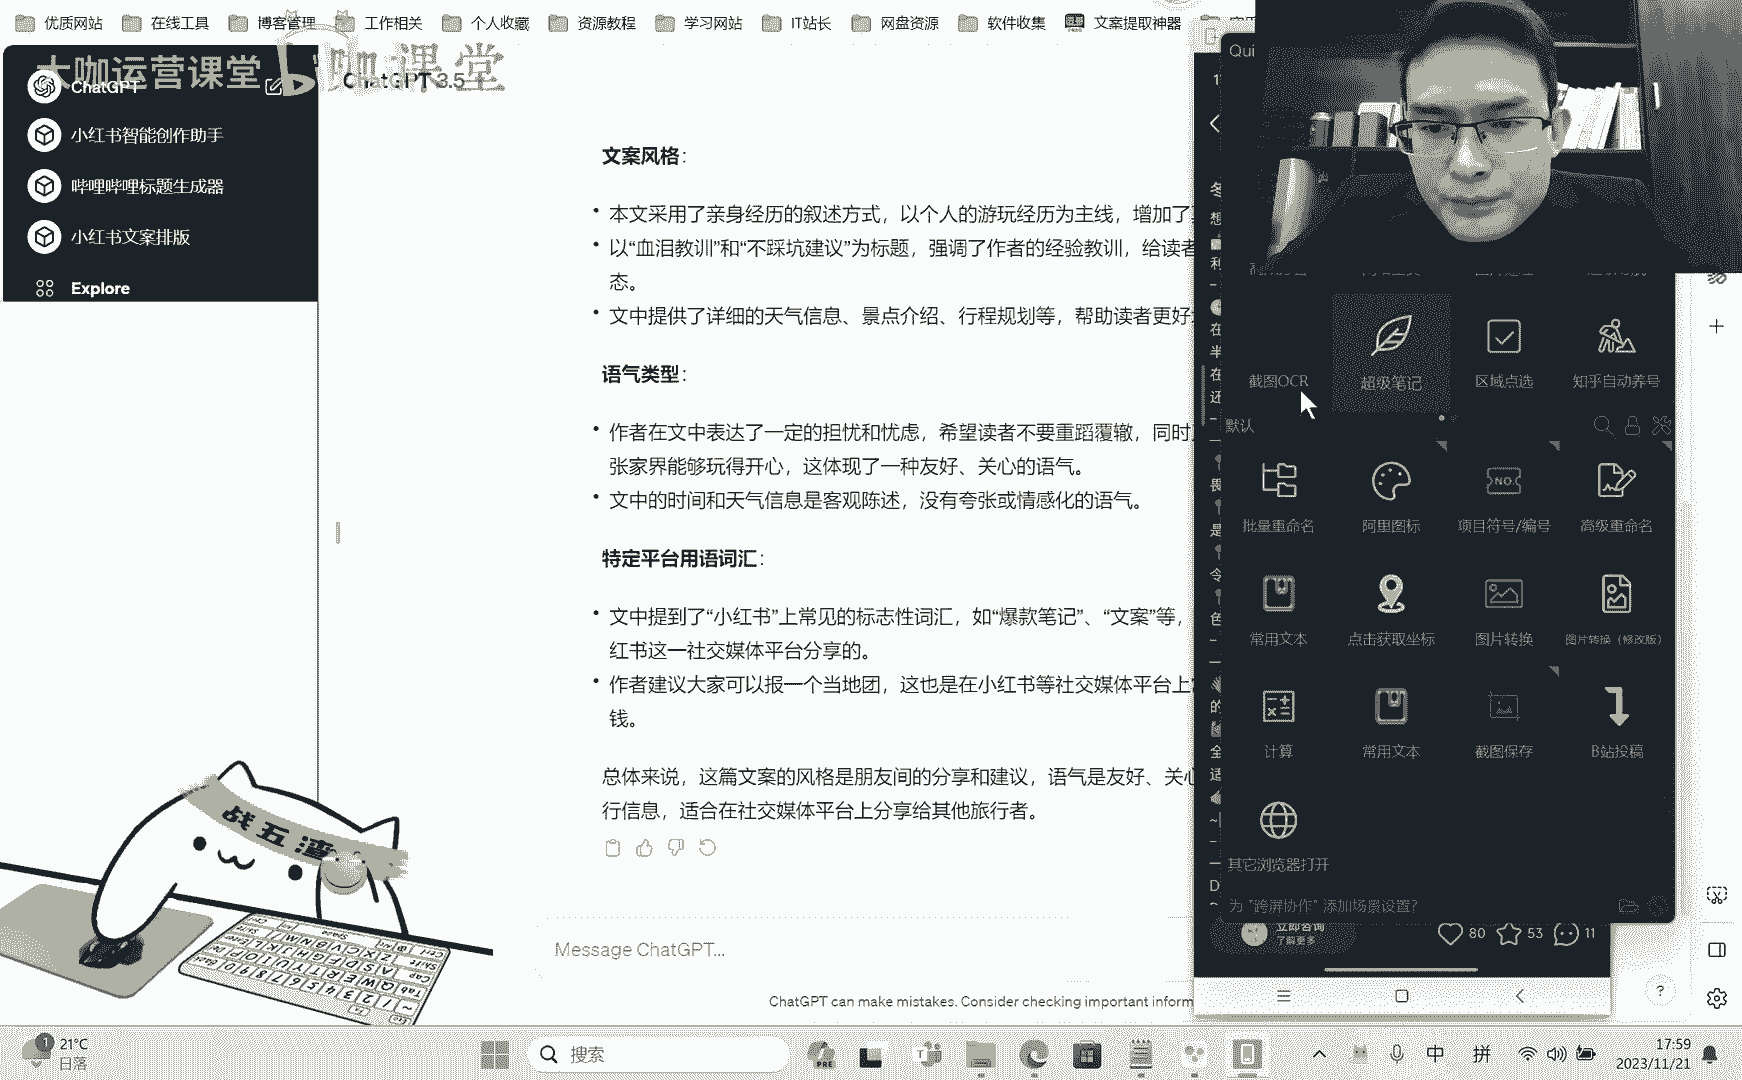 优质网站
在线工具
博客管理
工作相关
个人收藏
资源教程
学习网站
IT站长
网盘资源
软件收集
文案提取神器
大咖运营课堂
咖课堂
ChatGPT
小红书智能创作助手
哔哩哔哩标题生成器
小红书文案排版
Explore
ChatGPT 3.5
文案风格：
本文采用了亲身经历的叙述方式，以个人的游玩经历为主线，增加了
以“血泪教训”和“不踩坑建议”为标题，强调了作者的经验教训，给读者
态。
文中提供了详细的天气信息、景点介绍、行程规划等，帮助读者更好
语气类型：
作者在文中表达了一定的担忧和忧虑，希望读者不要重蹈覆辙，同时
张家界能够玩得开心，这体现了一种友好、关心的语气。
文中的时间和天气信息是客观陈述，没有夸张或情感化的语气。
特定平台用语词汇：
文中提到了“小红书”上常见的标志性词汇，如“爆款笔记”、“文案”等，
红书这一社交媒体平台分享的。
作者建议大家可以报一个当地团，这也是在小红书等社交媒体平台上
钱。
总体来说，这篇文案的风格是朋友间的分享和建议，语气是友好、关心
行信息，适合在社交媒体平台上分享给其他旅行者。
Message ChatGPT...
ChatGPT can make mistakes. Consider checking important inform
Qui
截图OCR
超级笔记
区域点选
知乎自动养号
默认
批量重命名
阿里图标
NO.
项目符号/编号
高级重命名
常用文本
点击获取坐标
图片转换
图片转换（修改版）
计算
常用文本
截图保存
B站投稿
其它浏览器打开
为 "跨屏协作" 添加场景设置?
立即咨询
了解更多
80
53
11
战五渣
1
21°C
日落
搜索
PRE
中
拼
17:59
2023/11/21